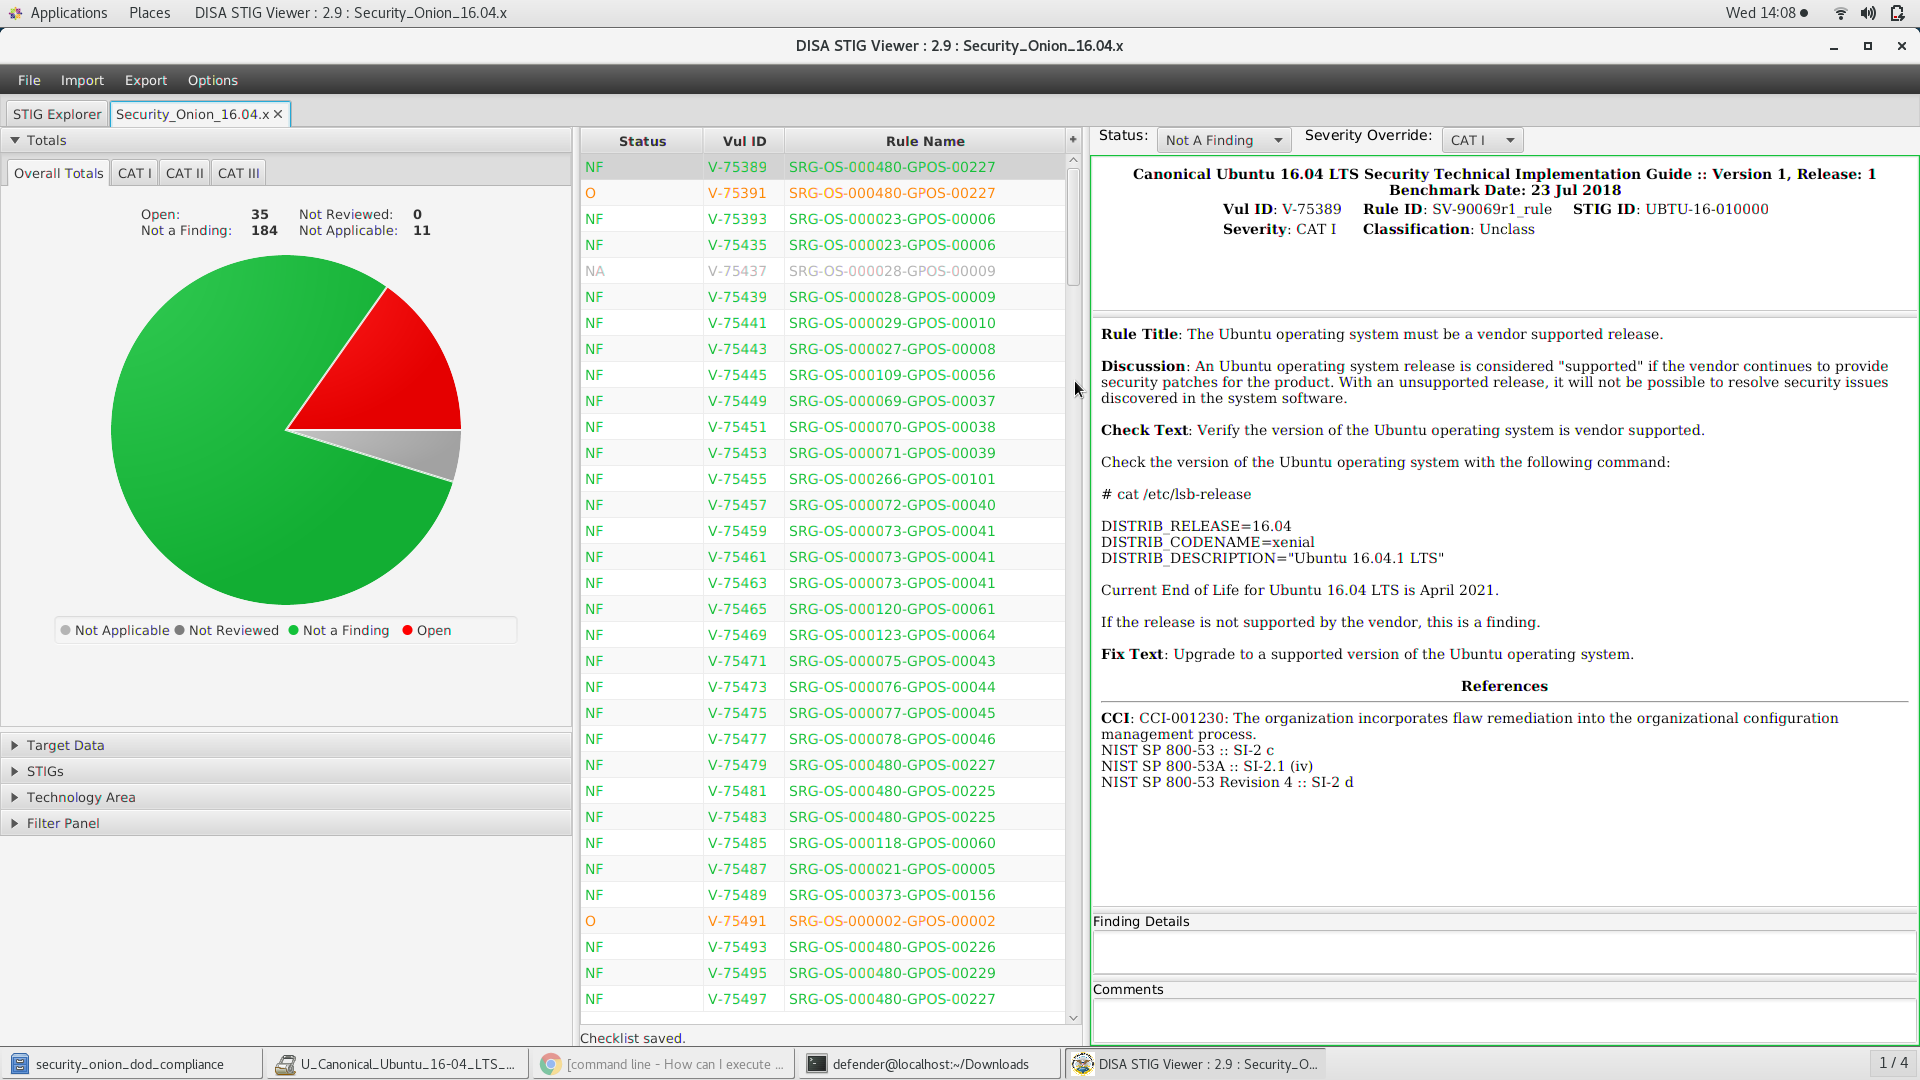 Applications Places DISA STIG Viewer : 2.9 : Security_Onion_16.04.x Wed 14:08
DISA STIG Viewer : 2.9 : Security_Onion_16.04.x
File Import Export Options
STIG Explorer Security_Onion_16.04.x
Totals
Overall Totals CAT I CAT II CAT III
Open: 35 Not Reviewed: 0
Not a Finding: 184 Not Applicable: 11
Not Applicable Not Reviewed Not a Finding Open
Target Data
STIGs
Technology Area
Filter Panel
Status Vul ID Rule Name +
NF V-75389 SRG-OS-000480-GPOS-00227
O V-75391 SRG-OS-000480-GPOS-00227
NF V-75393 SRG-OS-000023-GPOS-00006
NF V-75435 SRG-OS-000023-GPOS-00006
NA V-75437 SRG-OS-000028-GPOS-00009
NF V-75439 SRG-OS-000028-GPOS-00009
NF V-75441 SRG-OS-000029-GPOS-00010
NF V-75443 SRG-OS-000027-GPOS-00008
NF V-75445 SRG-OS-000109-GPOS-00056
NF V-75449 SRG-OS-000069-GPOS-00037
NF V-75451 SRG-OS-000070-GPOS-00038
NF V-75453 SRG-OS-000071-GPOS-00039
NF V-75455 SRG-OS-000266-GPOS-00101
NF V-75457 SRG-OS-000072-GPOS-00040
NF V-75459 SRG-OS-000073-GPOS-00041
NF V-75461 SRG-OS-000073-GPOS-00041
NF V-75463 SRG-OS-000073-GPOS-00041
NF V-75465 SRG-OS-000120-GPOS-00061
NF V-75469 SRG-OS-000123-GPOS-00064
NF V-75471 SRG-OS-000075-GPOS-00043
NF V-75473 SRG-OS-000076-GPOS-00044
NF V-75475 SRG-OS-000077-GPOS-00045
NF V-75477 SRG-OS-000078-GPOS-00046
NF V-75479 SRG-OS-000480-GPOS-00227
NF V-75481 SRG-OS-000480-GPOS-00225
NF V-75483 SRG-OS-000480-GPOS-00225
NF V-75485 SRG-OS-000118-GPOS-00060
NF V-75487 SRG-OS-000021-GPOS-00005
NF V-75489 SRG-OS-000373-GPOS-00156
O V-75491 SRG-OS-000002-GPOS-00002
NF V-75493 SRG-OS-000480-GPOS-00226
NF V-75495 SRG-OS-000480-GPOS-00229
NF V-75497 SRG-OS-000480-GPOS-00227
Checklist saved.
Status: Not A Finding Severity Override: CAT I
Canonical Ubuntu 16.04 LTS Security Technical Implementation Guide :: Version 1, Release: 1
Benchmark Date: 23 Jul 2018
Vul ID: V-75389 Rule ID: SV-90069r1_rule STIG ID: UBTU-16-010000
Severity: CAT I Classification: Unclass
Rule Title: The Ubuntu operating system must be a vendor supported release.
Discussion: An Ubuntu operating system release is considered "supported" if the vendor continues to provide
security patches for the product. With an unsupported release, it will not be possible to resolve security issues
discovered in the system software.
Check Text: Verify the version of the Ubuntu operating system is vendor supported.
Check the version of the Ubuntu operating system with the following command:
# cat /etc/lsb-release
DISTRIB_RELEASE=16.04
DISTRIB_CODENAME=xenial
DISTRIB_DESCRIPTION="Ubuntu 16.04.1 LTS"
Current End of Life for Ubuntu 16.04 LTS is April 2021.
If the release is not supported by the vendor, this is a finding.
Fix Text: Upgrade to a supported version of the Ubuntu operating system.
References
CCI: CCI-001230: The organization incorporates flaw remediation into the organizational configuration
management process.
NIST SP 800-53 :: SI-2 c
NIST SP 800-53A :: SI-2.1 (iv)
NIST SP 800-53 Revision 4 :: SI-2 d
Finding Details
Comments
security_onion_dod_compliance U_Canonical_Ubuntu_16-04_LTS_... [command line - How can I execute ... defender@localhost:~/Downloads DISA STIG Viewer : 2.9 : Security_O... 1 / 4